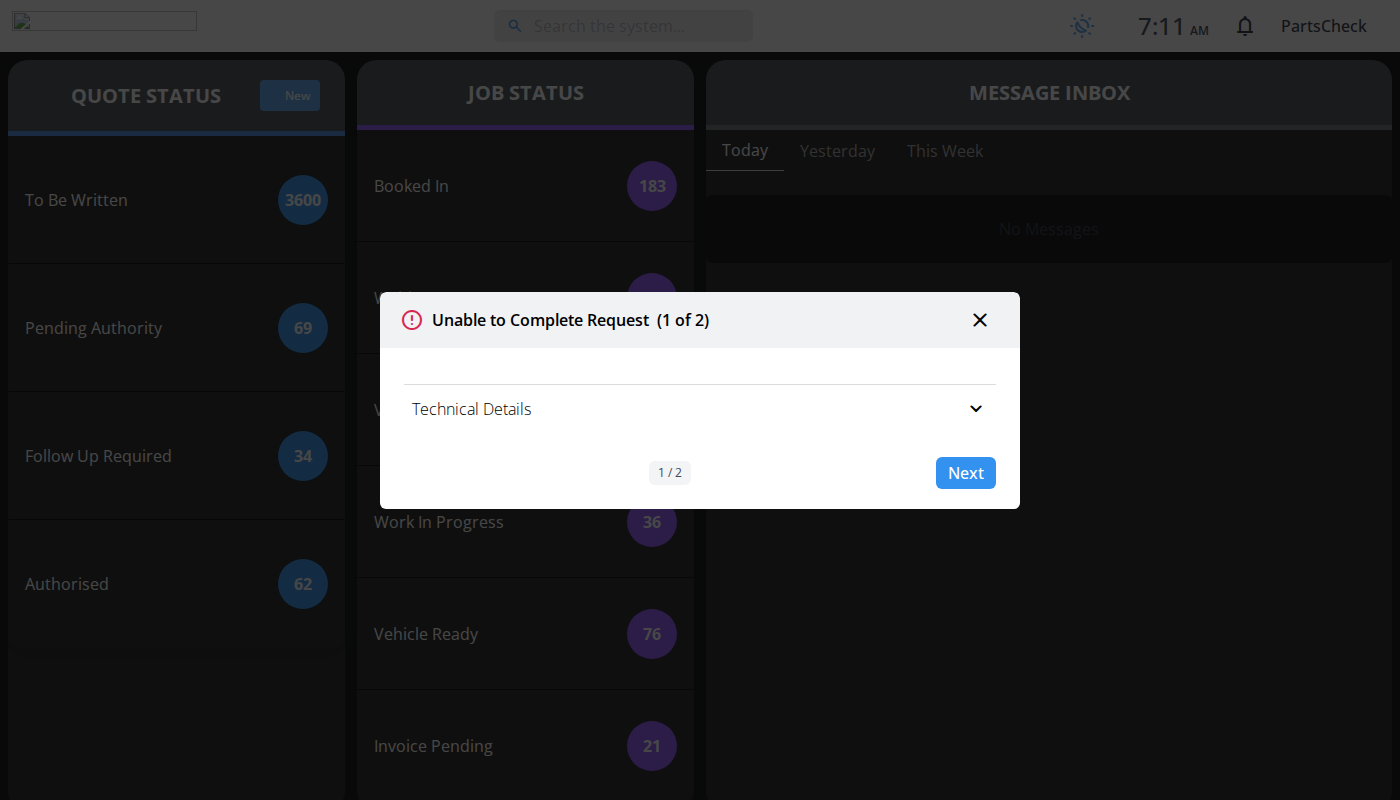 Search the system...
7:11 AM
PartsCheck
QUOTE STATUS
New
To Be Written
3600
Pending Authority
69
Follow Up Required
34
Authorised
62
JOB STATUS
Booked In
183
Work In Progress
36
Vehicle Ready
76
Invoice Pending
21
MESSAGE INBOX
Today
Yesterday
This Week
No Messages
Unable to Complete Request (1 of 2)
Technical Details
1 / 2
Next